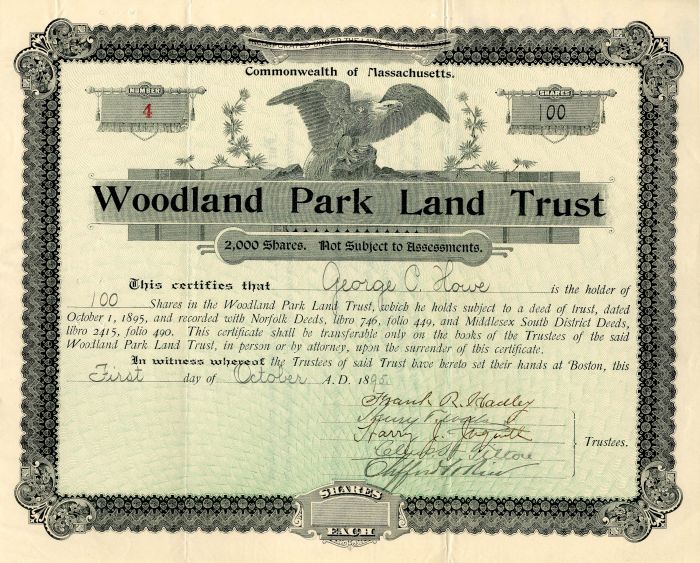 Commonwealth of Massachusetts.
NUMBER
4
SHARES
100
Woodland Park Land Trust
2,000 Shares. Not Subject to Assessments.
This certifies that George C. Howe is the holder of
100 Shares in the Woodland Park Land Trust, which he holds subject to a deed of trust, dated
October 1, 1895, and recorded with Norfolk Deeds, libro 746, folio 449, and Middlesex South District Deeds,
libro 2415, folio 490. This certificate shall be transferable only on the books of the Trustees of the said
Woodland Park Land Trust, in person or by attorney, upon the surrender of this certificate.
In witness whereof the Trustees of said Trust have hereto set their hands at Boston, this
First day of October A. D. 1895.
Frank R. Hadley
Henry
Harry J. Jaquith
Trustees.
SHARES
EACH